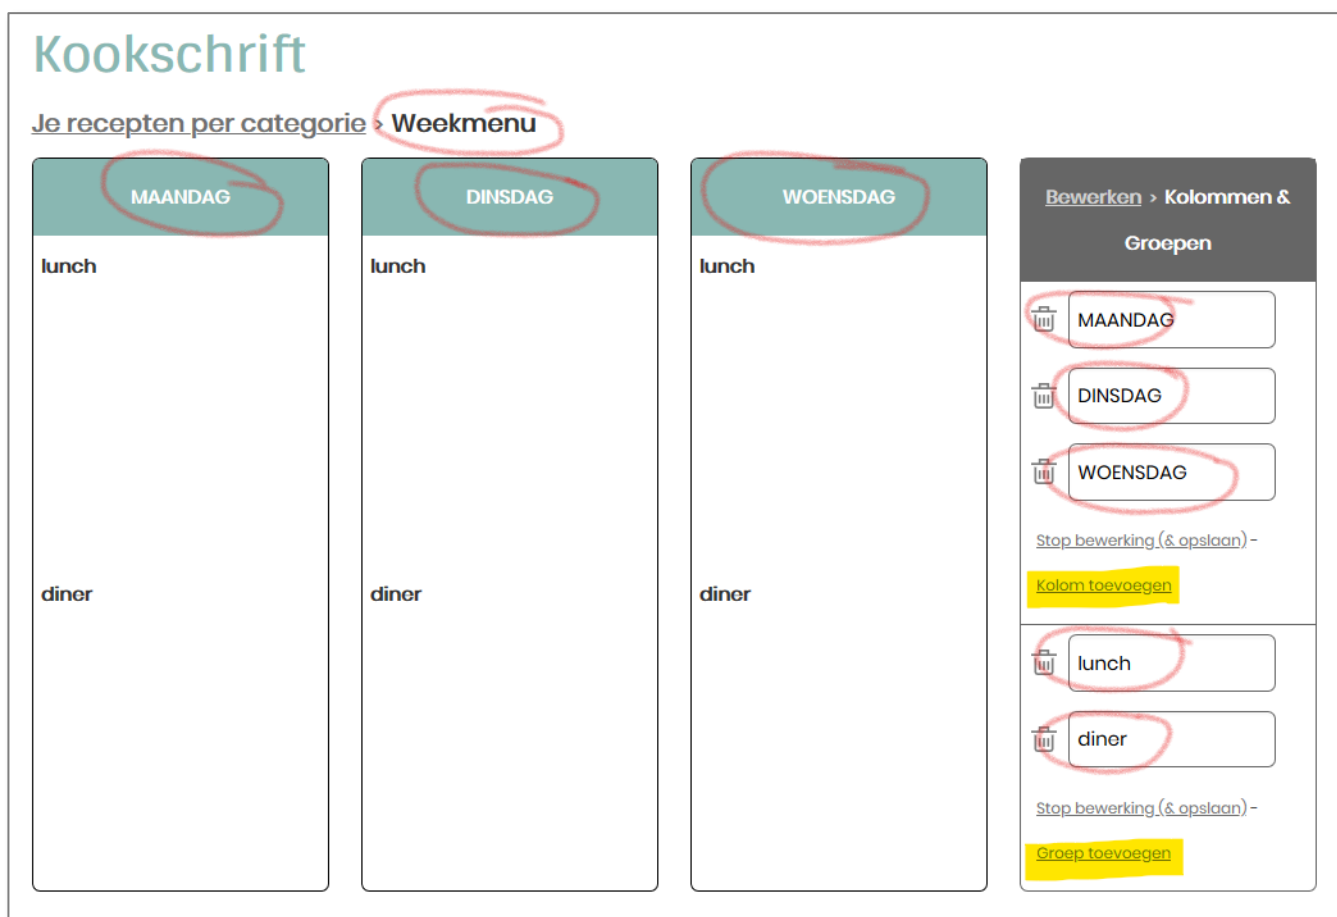 Kookschrift
Je recepten per categorie › Weekmenu
MAANDAG
lunch
diner
DINSDAG
lunch
diner
WOENSDAG
lunch
diner
Bewerken › Kolommen &
Groepen
MAANDAG
DINSDAG
WOENSDAG
Stop bewerking (& opslaan) -
Kolom toevoegen
lunch
diner
Stop bewerking (& opslaan) -
Groep toevoegen